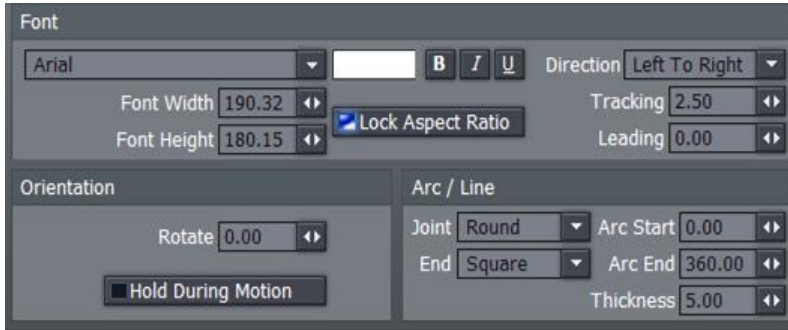 Font
Arial B I U Direction Left To Right
Font Width 190.32 Lock Aspect Ratio Tracking 2.50
Font Height 180.15 Leading 0.00
Orientation
Rotate 0.00
Hold During Motion
Arc / Line
Joint Round Arc Start 0.00
End Square Arc End 360.00
Thickness 5.00